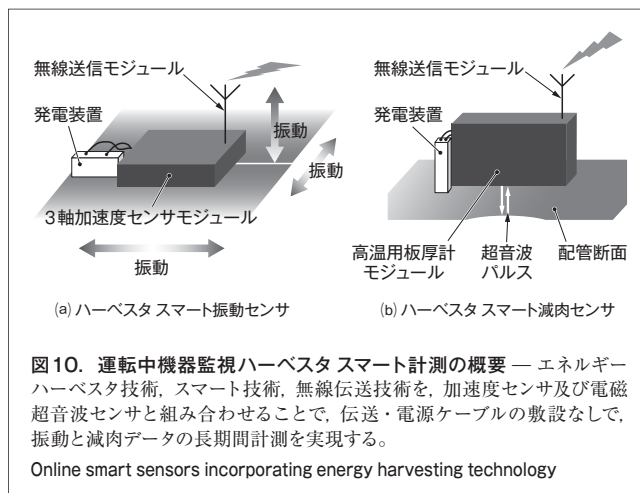 無線送信モジュール
発電装置
振動
振動
3軸加速度センサモジュール
振動
(a) ハーベスタ スマート振動センサ
無線送信モジュール
発電装置
高温用板厚計
モジュール
超音波
パルス
配管断面
(b) ハーベスタ スマート減肉センサ
図10. 運転中機器監視ハーベスタ スマート計測の概要 — エネルギー
ハーベスタ技術,スマート技術,無線伝送技術を,加速度センサ及び電磁
超音波センサと組み合わせることで,伝送・電源ケーブルの敷設なしで,
振動と減肉データの長期間計測を実現する。
Online smart sensors incorporating energy harvesting technology